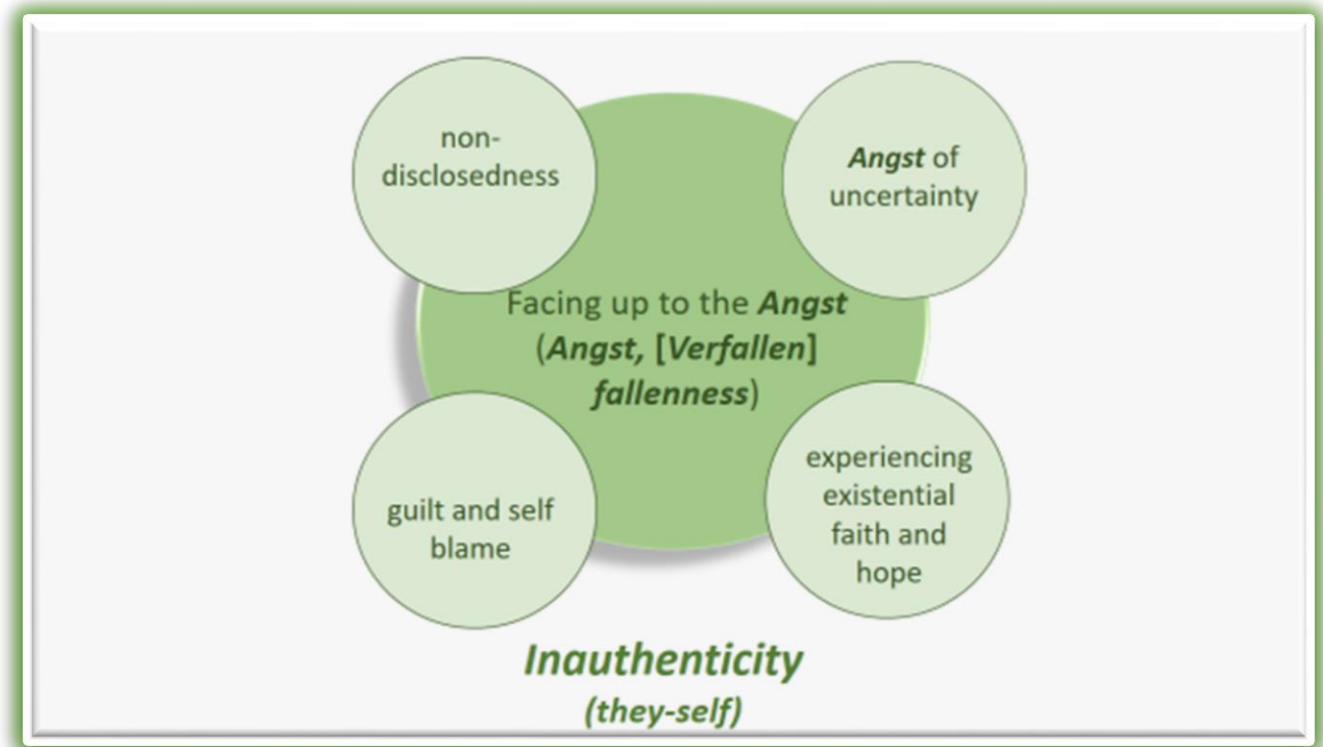 non-
disclosedness
Angst of
uncertainty
Facing up to the Angst
(Angst, [Verfallen]
fallenness)
guilt and self
blame
experiencing
existential
faith and
hope
Inauthenticity
(they-self)